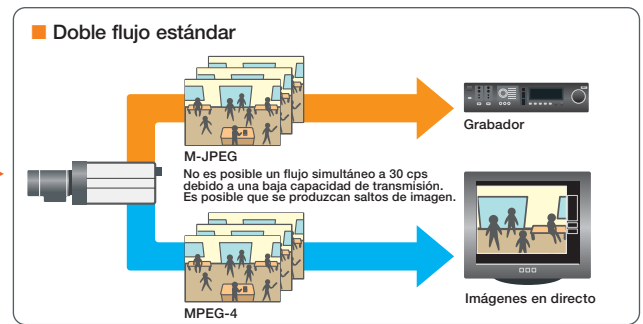 Doble flujo estándar
M-JPEG
No es posible un flujo simultáneo a 30 cps
debido a una baja capacidad de transmisión.
Es posible que se produzcan saltos de imagen.
Grabador
MPEG-4
Imágenes en directo